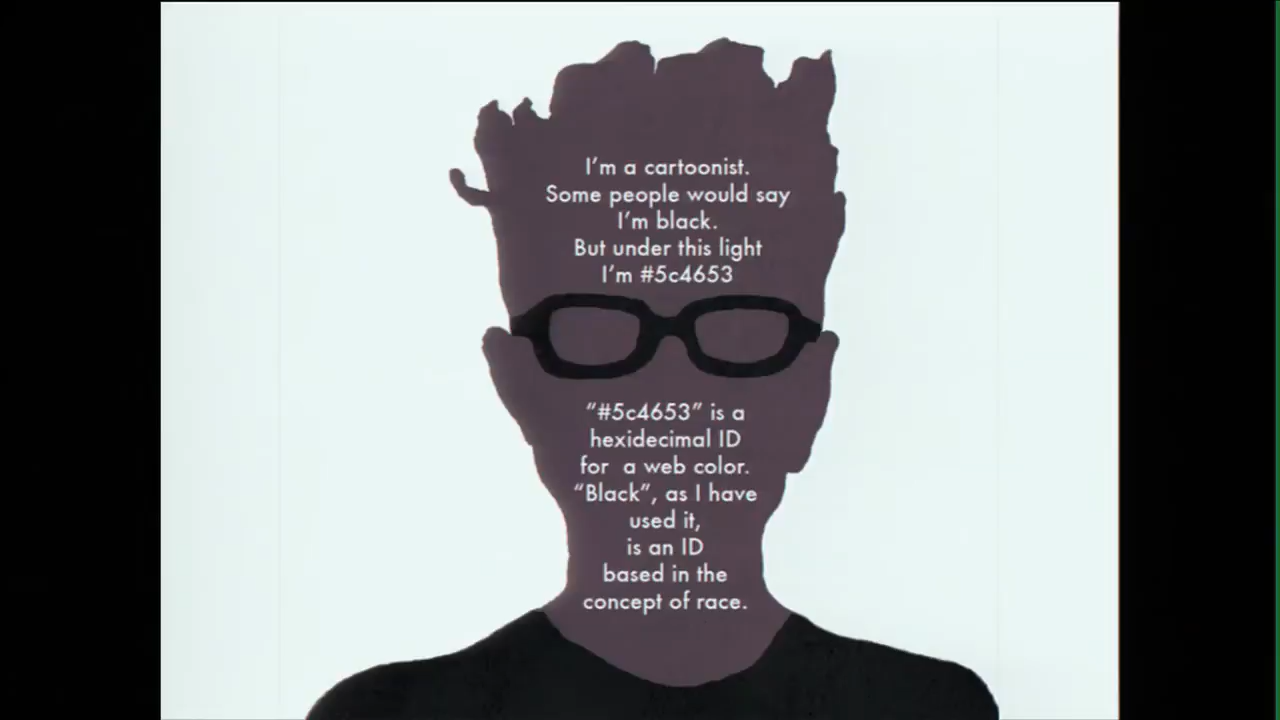 I'm a cartoonist.
Some people would say
I'm black.
But under this light
I'm #5c4653
“#5c4653” is a
hexidecimal ID
for a web color.
“Black”, as I have
used it,
is an ID
based in the
concept of race.